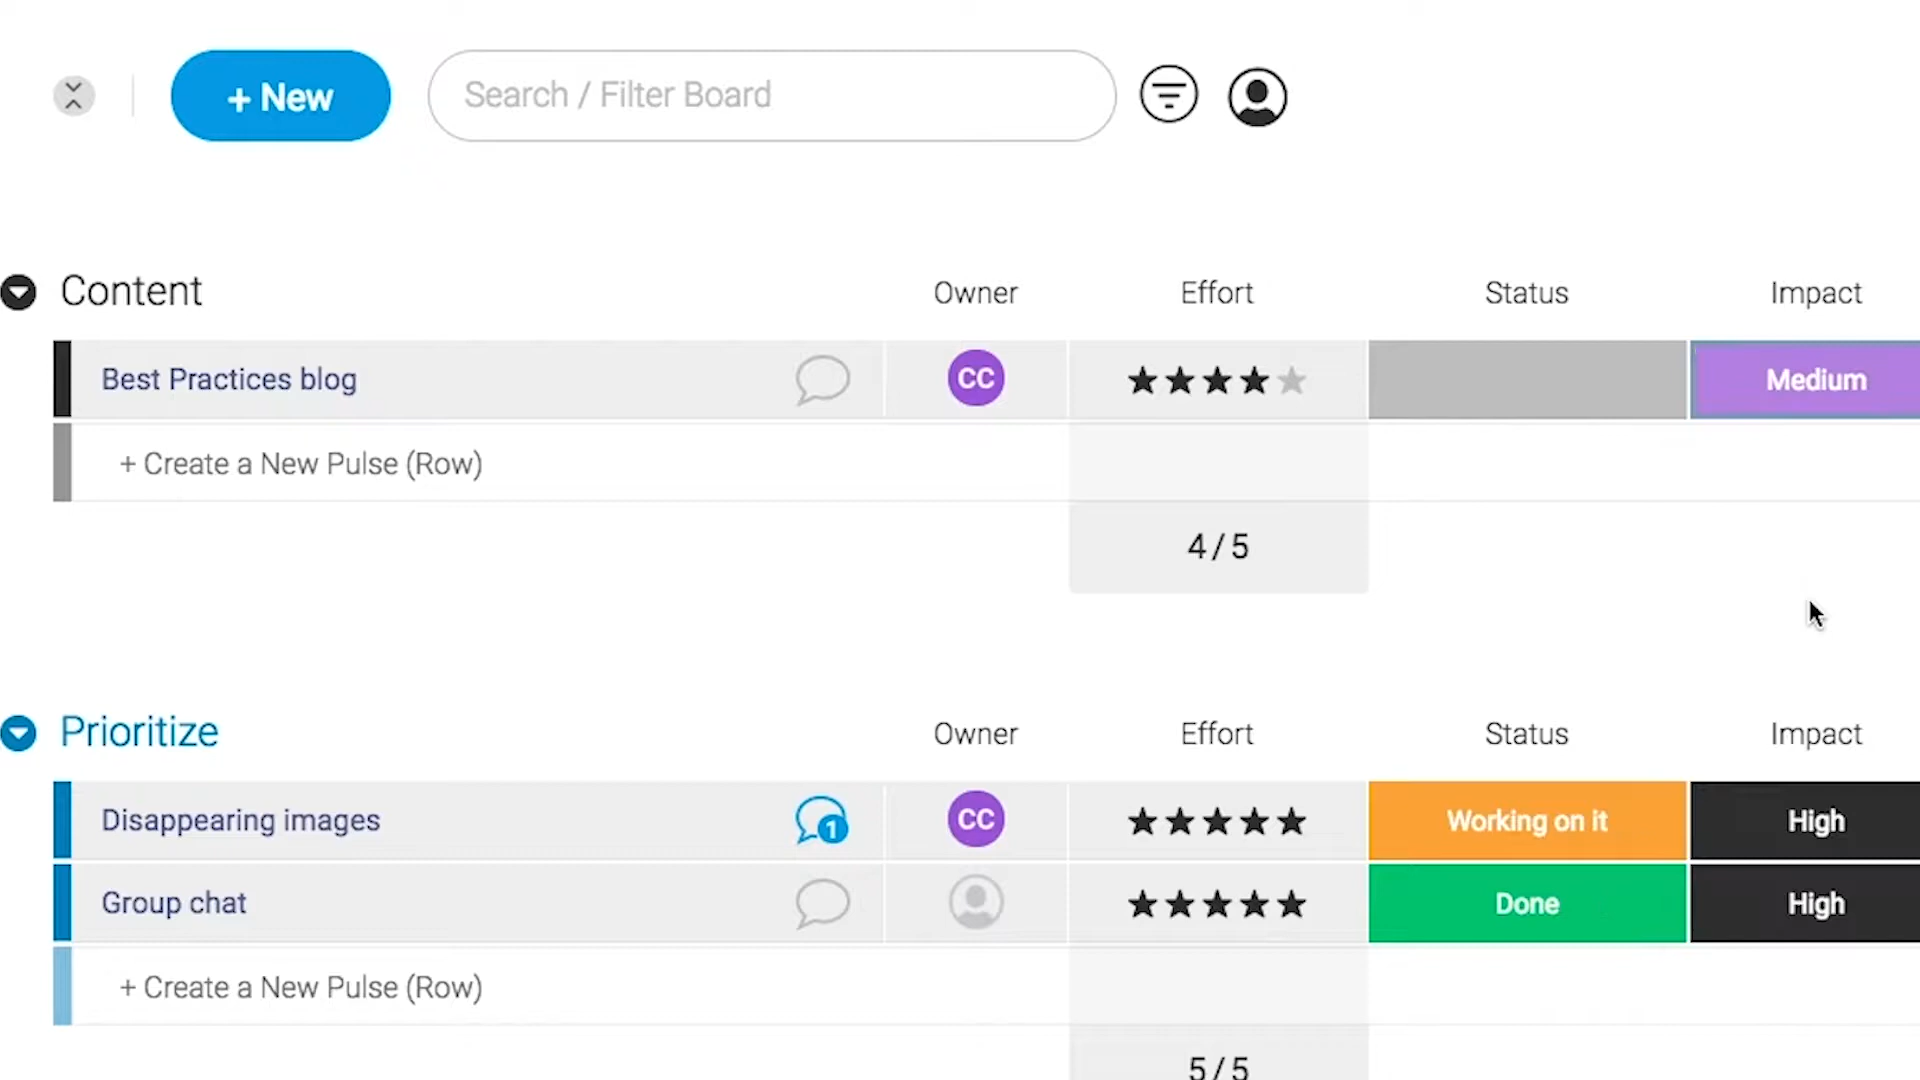 + New Search / Filter Board
Content Owner Effort Status Impact
Best Practices blog CC Medium
+ Create a New Pulse (Row)
4 / 5
Prioritize Owner Effort Status Impact
Disappearing images 1 CC Working on it High
Group chat Done High
+ Create a New Pulse (Row)
5 / 5